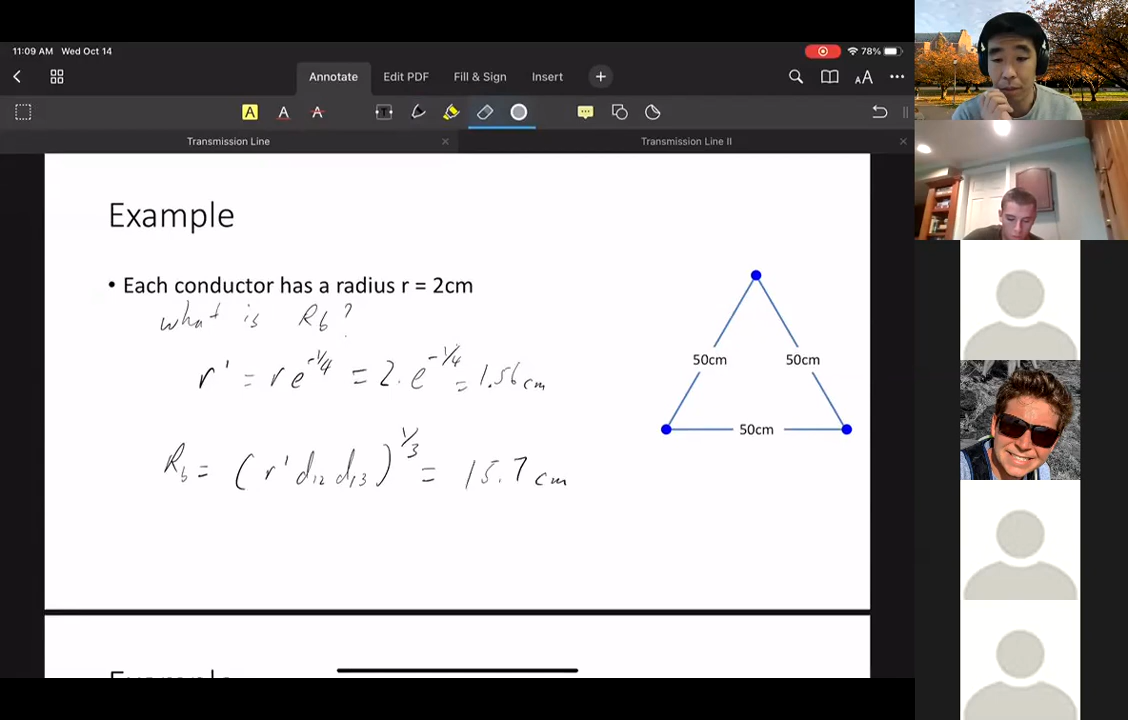 11:09 AM Wed Oct 14
78%
Annotate Edit PDF Fill & Sign Insert
AA
A A T
Transmission Line × Transmission Line II ×
Example
• Each conductor has a radius r = 2cm
what is Rb?
r' = re^-1/4 = 2.e^-1/4 = 1.56 cm
Rb = (r' d12 d13)^1/3 = 15.7 cm
50cm 50cm
50cm
Example